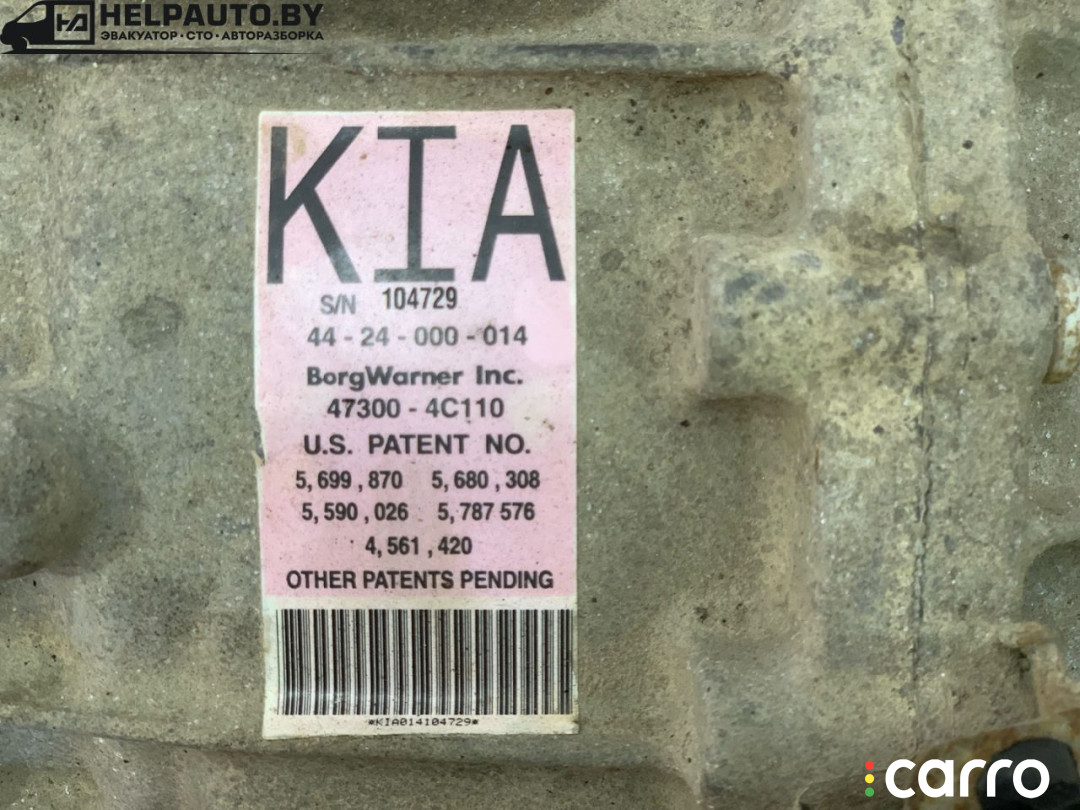 HELPAUTO.BY
ЭВАКУАТОР · СТО · АВТОРАЗБОРКА
KIA
S/N 104729
44 - 24 - 000 - 014
BorgWarner Inc.
47300 - 4C110
U.S. PATENT NO.
5,699,870 5,680,308
5,590,026 5,787 576
4,561,420
OTHER PATENTS PENDING
*KIA014104729*
carro